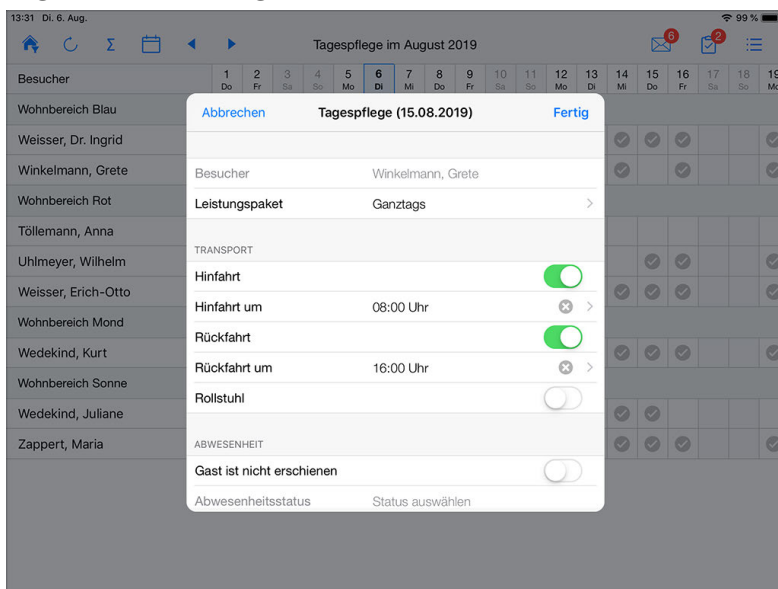 13:31 Di. 6. Aug. 99 %
Σ Tagespflege im August 2019 6 2
Besucher 1 2 3 4 5 6 7 8 9 10 11 12 13 14 15 16 17 18 19
Do Fr Sa So Mo Di Mi Do Fr Sa So Mo Di Mi Do Fr Sa So Mo
Wohnbereich Blau
Abbrechen Tagespflege (15.08.2019) Fertig
Weisser, Dr. Ingrid
Winkelmann, Grete
Besucher Winkelmann, Grete
Wohnbereich Rot
Leistungspaket Ganztags
Töllemann, Anna
TRANSPORT
Uhlmeyer, Wilhelm
Hinfahrt
Weisser, Erich-Otto
Hinfahrt um 08:00 Uhr
Wohnbereich Mond
Rückfahrt
Wedekind, Kurt
Rückfahrt um 16:00 Uhr
Wohnbereich Sonne
Rollstuhl
Wedekind, Juliane
Zappert, Maria
ABWESENHEIT
Gast ist nicht erschienen
Abwesenheitsstatus Status auswählen